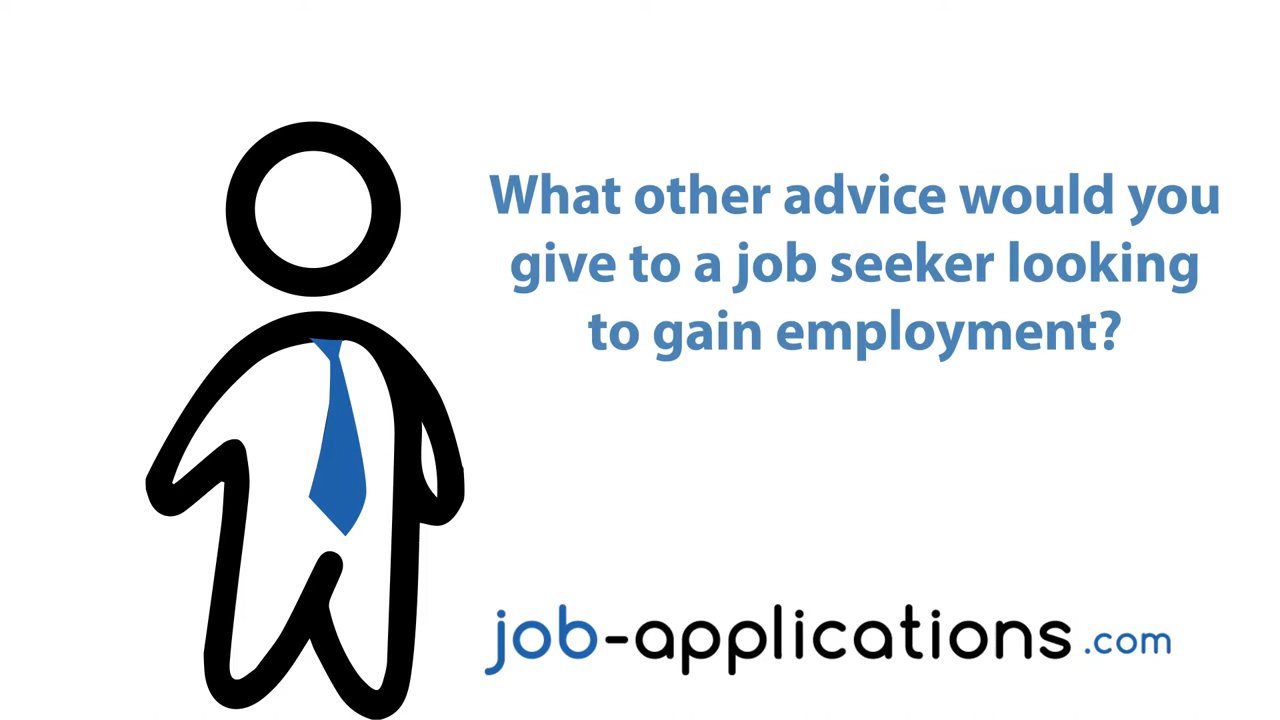 What other advice would you
give to a job seeker looking
to gain employment?
job-applications.com